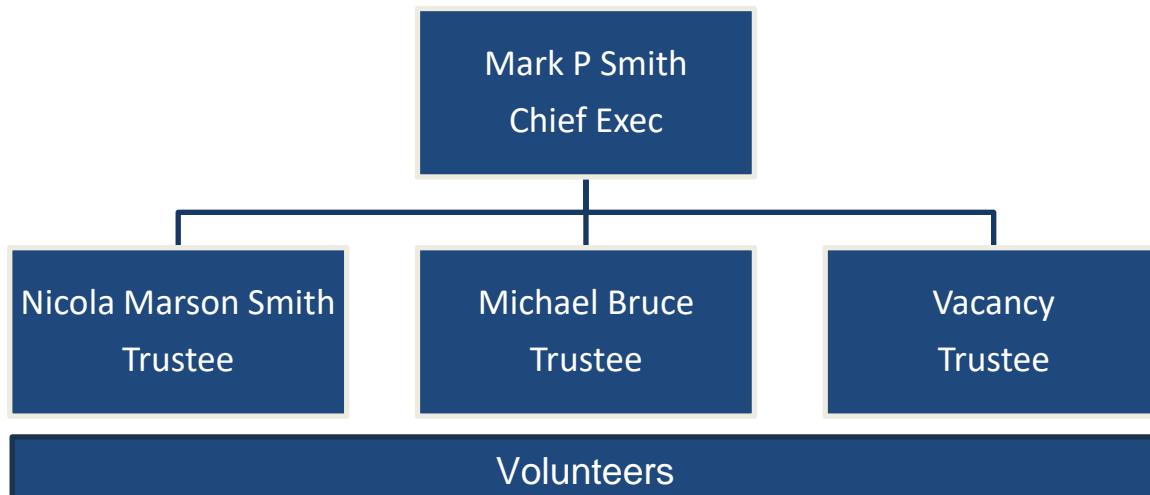 Mark P Smith
Chief Exec
Nicola Marson Smith
Trustee
Michael Bruce
Trustee
Vacancy
Trustee
Volunteers